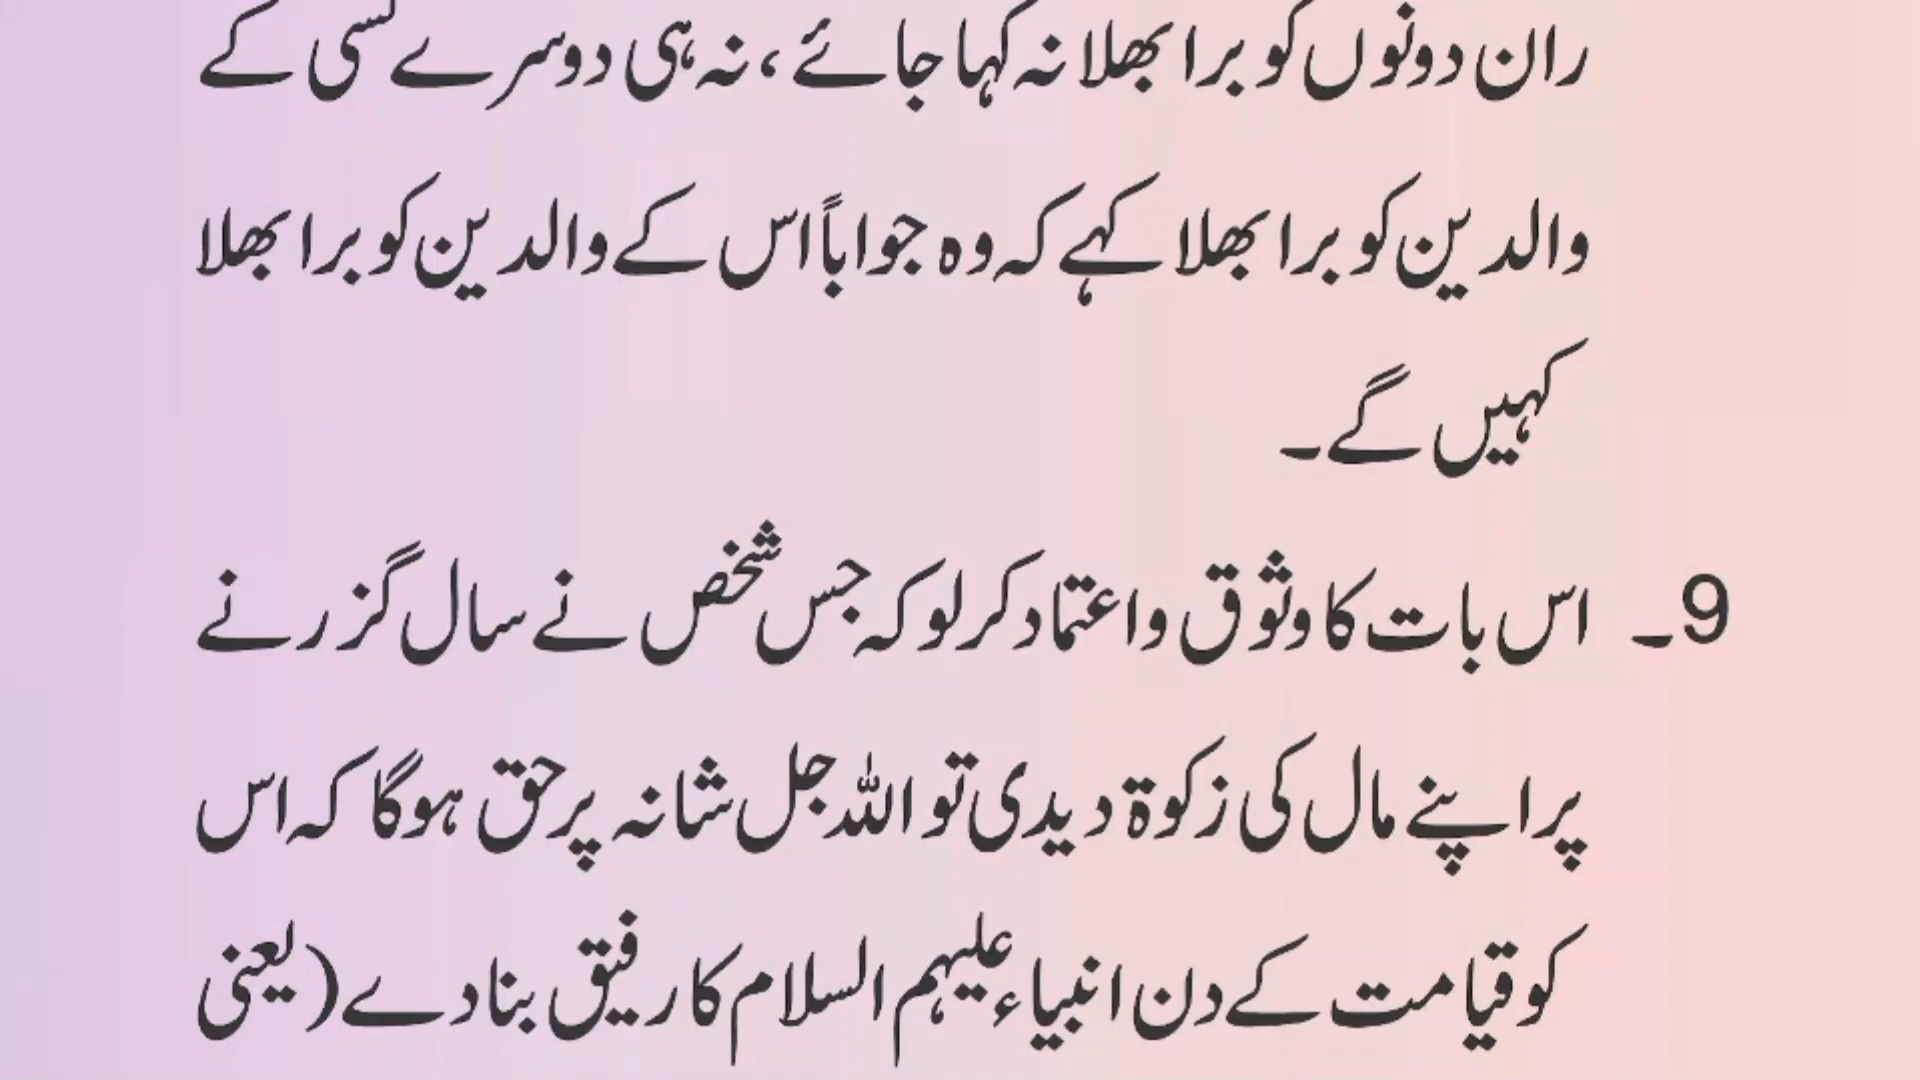 ران دونوں کو برا بھلا نہ کہا جائے، نہ ہی دوسرے کسی کے
والدین کو برا بھلا کہے کہ وہ جواباً اس کے والدین کو برا بھلا
کہیں گے۔
9۔ اس بات کا وثوق واعتماد کرلو کہ جس شخص نے سال گزرنے
پر اپنے مال کی زکوۃ دیدی تو اللہ جل شانہ پر حق ہوگا کہ اس
کو قیامت کے دن انبیاء علیہم السلام کا رفیق بنادے (یعنی